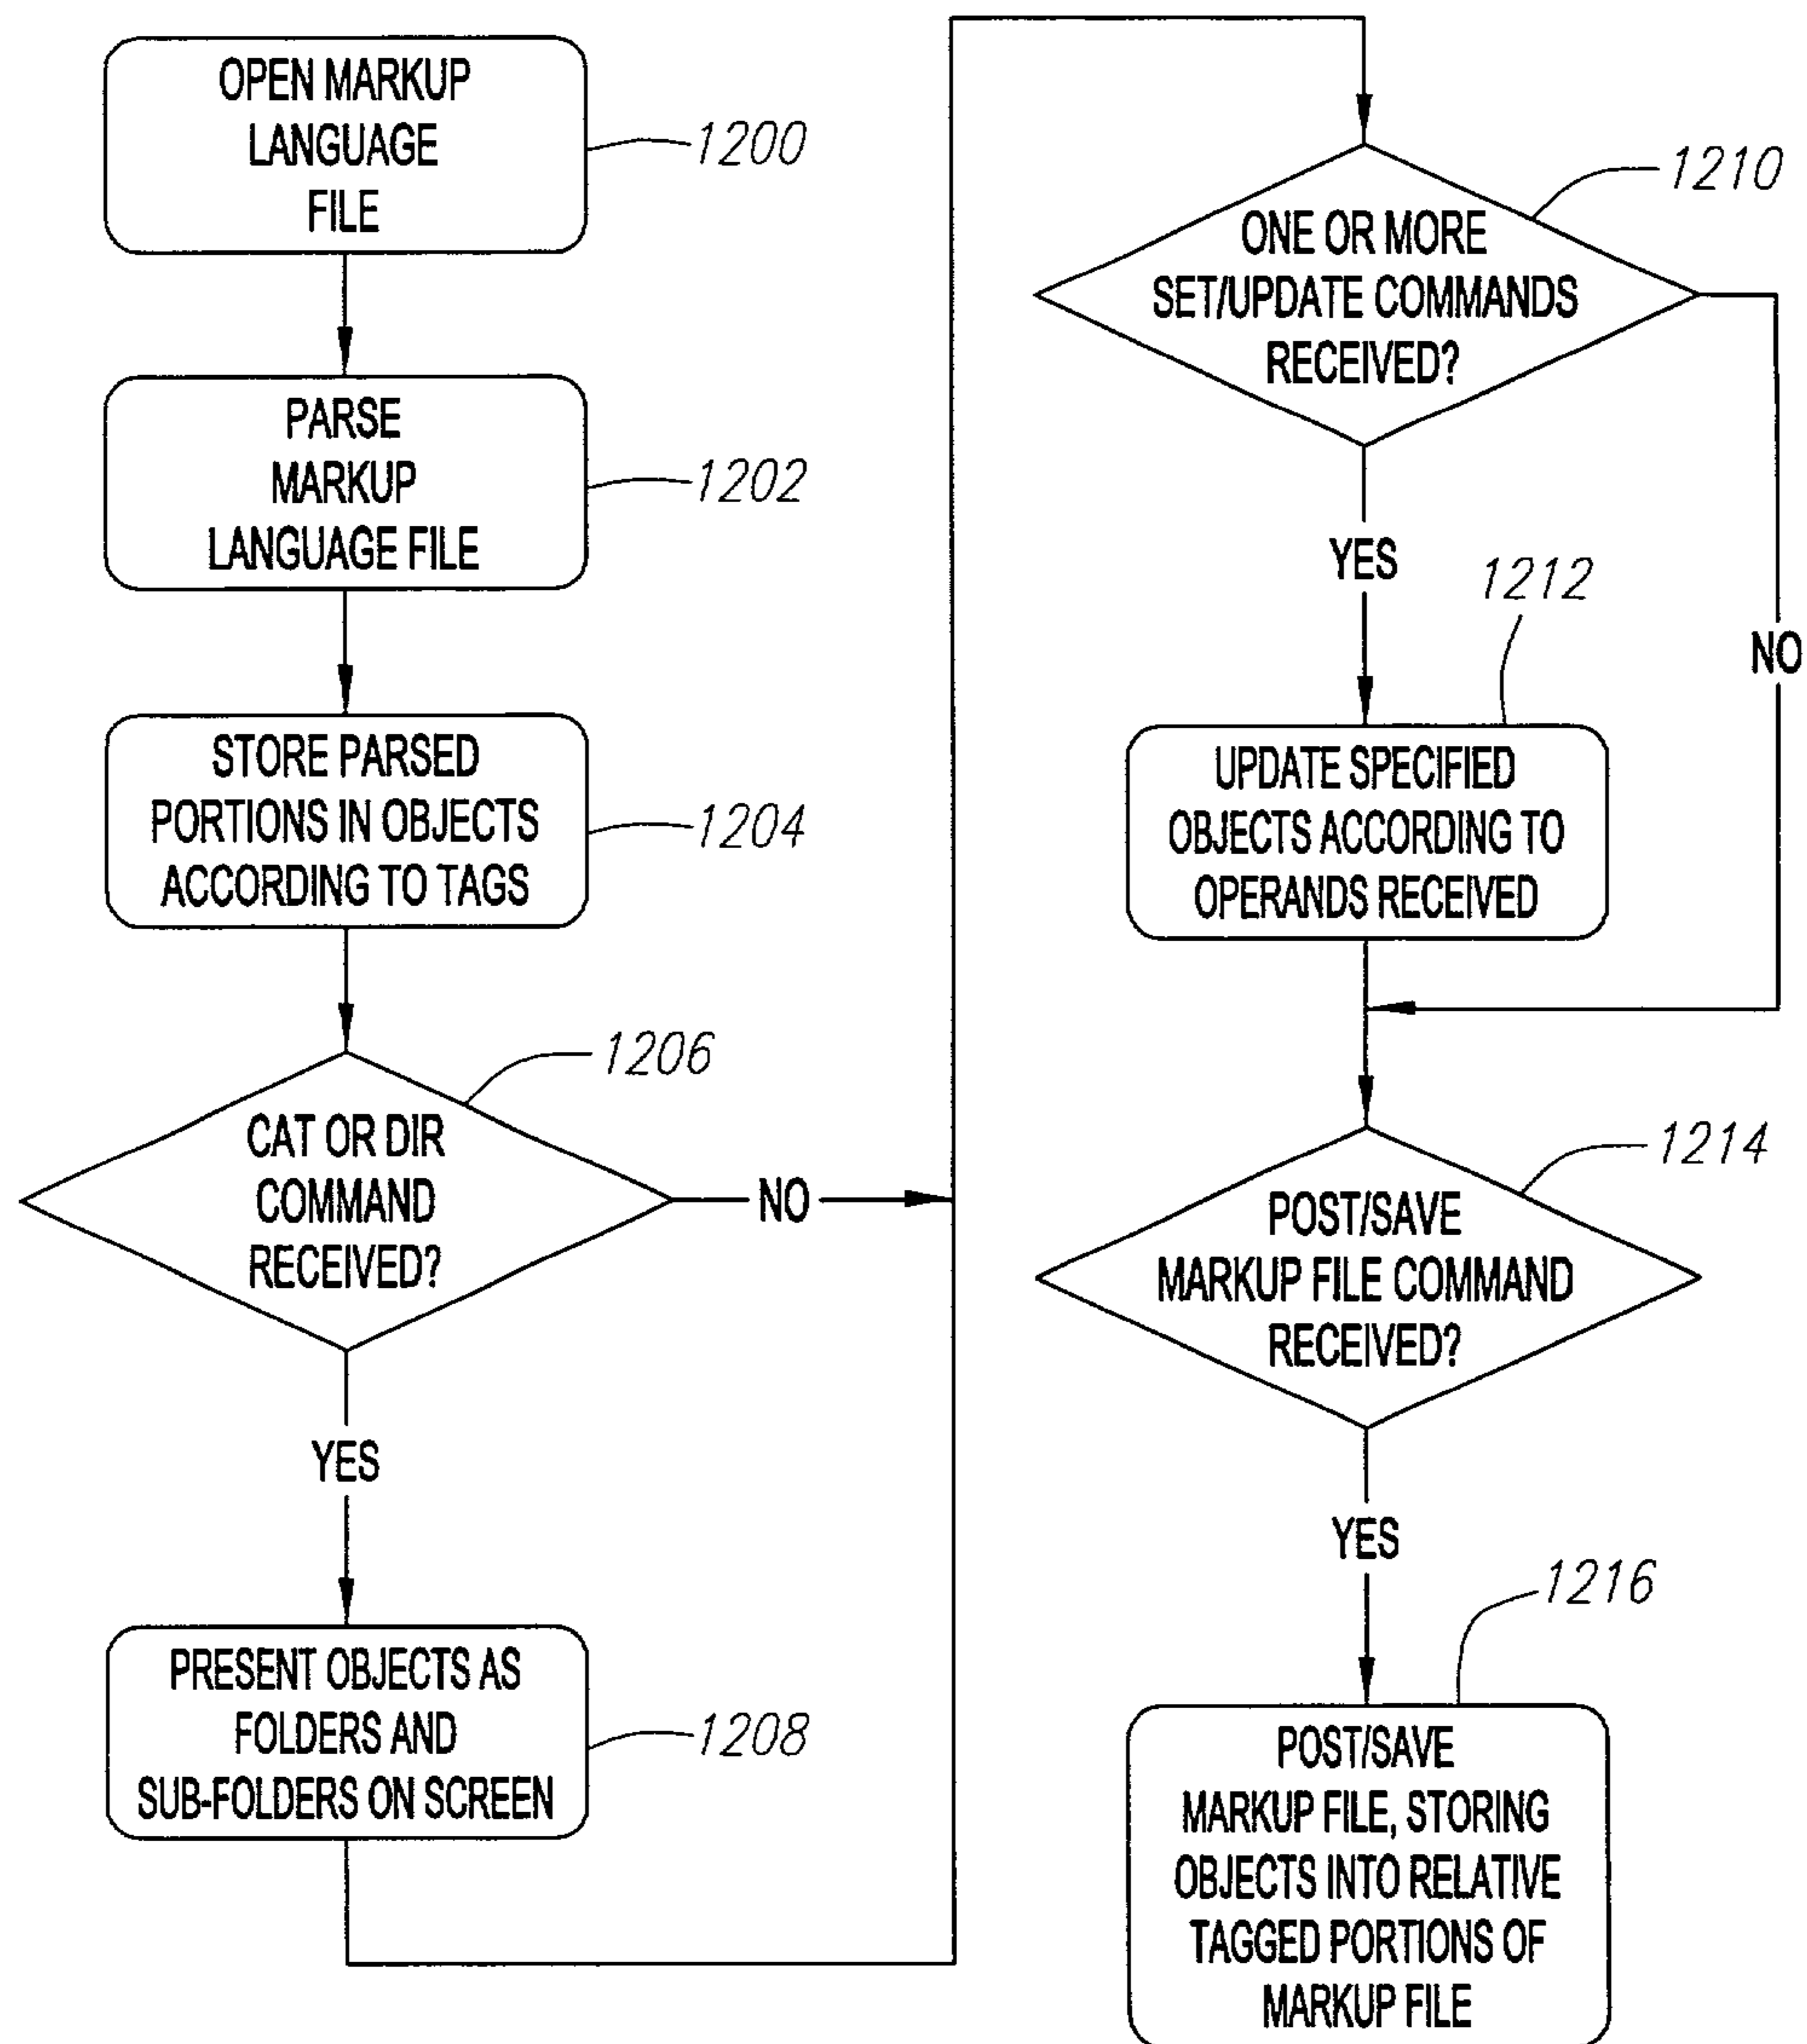 OPEN MARKUP
LANGUAGE
FILE
1200
PARSE
MARKUP
LANGUAGE FILE
1202
STORE PARSED
PORTIONS IN OBJECTS
ACCORDING TO TAGS
1204
1206
CAT OR DIR
COMMAND
RECEIVED?
NO
YES
PRESENT OBJECTS AS
FOLDERS AND
SUB-FOLDERS ON SCREEN
1208
1210
ONE OR MORE
SET/UPDATE COMMANDS
RECEIVED?
YES
NO
1212
UPDATE SPECIFIED
OBJECTS ACCORDING TO
OPERANDS RECEIVED
1214
POST/SAVE
MARKUP FILE COMMAND
RECEIVED?
YES
1216
POST/SAVE
MARKUP FILE, STORING
OBJECTS INTO RELATIVE
TAGGED PORTIONS OF
MARKUP FILE